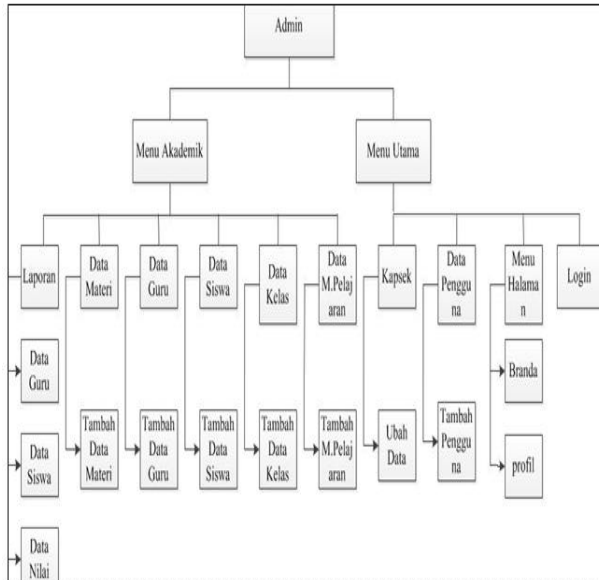 Admin
Menu Akademik
Menu Utama
Laporan
Data
Materi
Data
Guru
Data
Siswa
Data
Kelas
Data
M.Pelaj
aran
Kapsek
Data
Penggu
na
Menu
Halama
n
Login
Data
Guru
Branda
Data
Siswa
Tambah
Data
Materi
Tambah
Data
Guru
Tambah
Data
Siswa
Tambah
Data
Kelas
Tambah
M.Pelaj
aran
Ubah
Data
Tambah
Penggu
na
profil
Data
Nilai